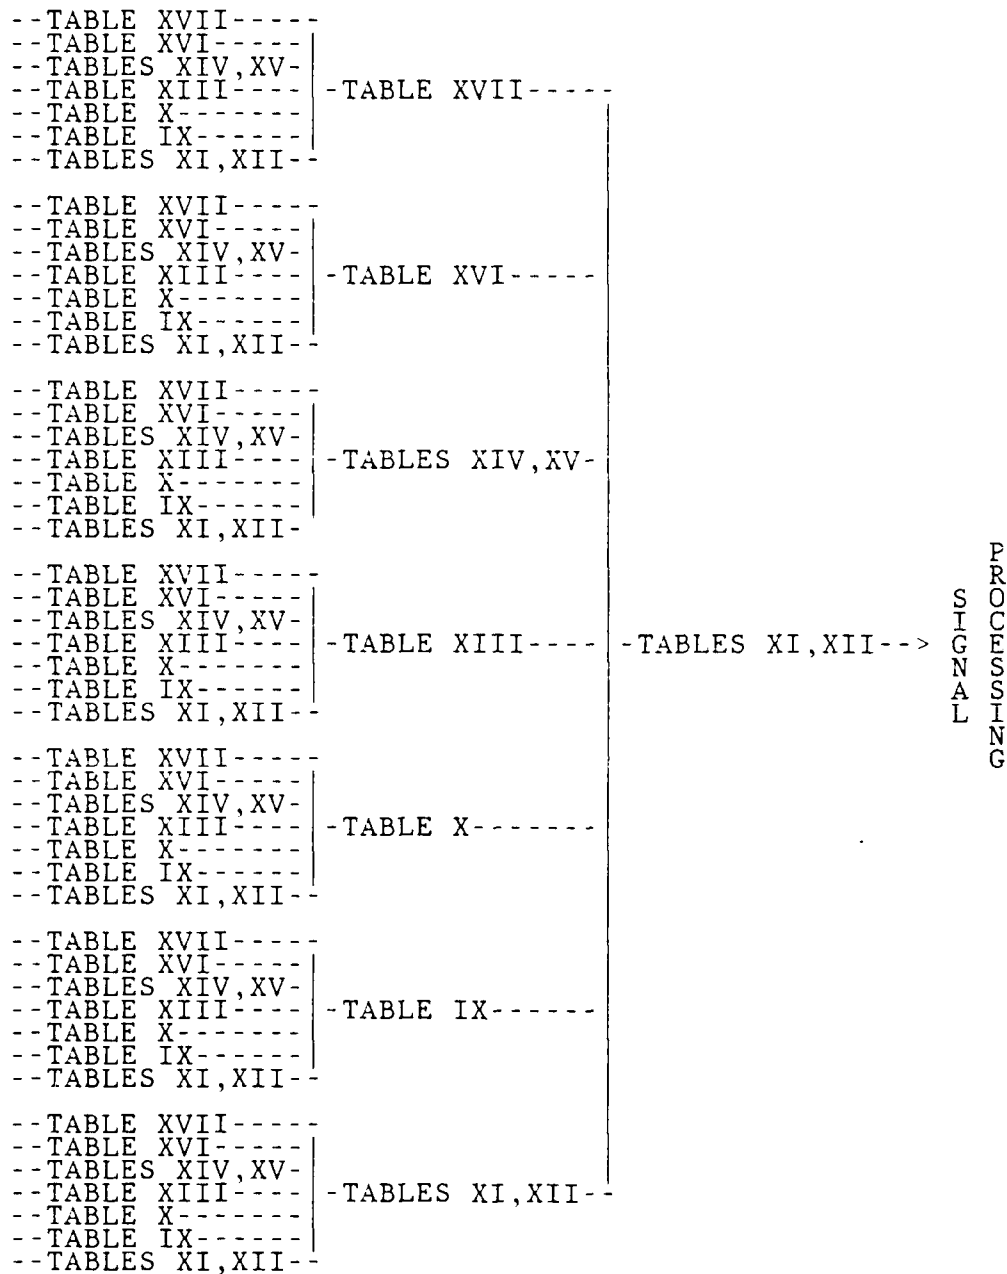 --TABLE XVII-----
--TABLE XVI-----
--TABLES XIV,XV-
--TABLE XIII---- -TABLE XVII-----
--TABLE X-------
--TABLE IX------
--TABLES XI,XII--
--TABLE XVII-----
--TABLE XVI-----
--TABLES XIV,XV-
--TABLE XIII---- -TABLE XVI-----
--TABLE X-------
--TABLE IX------
--TABLES XI,XII--
--TABLE XVII-----
--TABLE XVI-----
--TABLES XIV,XV-
--TABLE XIII---- -TABLES XIV,XV-
--TABLE X-------
--TABLE IX------
--TABLES XI,XII-
--TABLE XVII-----
--TABLE XVI-----
--TABLES XIV,XV-
--TABLE XIII---- -TABLE XIII---- -TABLES XI,XII-->
--TABLE X-------
--TABLE IX------
--TABLES XI,XII--
--TABLE XVII-----
--TABLE XVI-----
--TABLES XIV,XV-
--TABLE XIII---- -TABLE X-------
--TABLE X-------
--TABLE IX------
--TABLES XI,XII--
--TABLE XVII-----
--TABLE XVI-----
--TABLES XIV,XV-
--TABLE XIII---- -TABLE IX------
--TABLE X-------
--TABLE IX------
--TABLES XI,XII--
--TABLE XVII-----
--TABLE XVI-----
--TABLES XIV,XV-
--TABLE XIII---- -TABLES XI,XII--
--TABLE X-------
--TABLE IX------
--TABLES XI,XII--
SIGNAL
PROCESSING